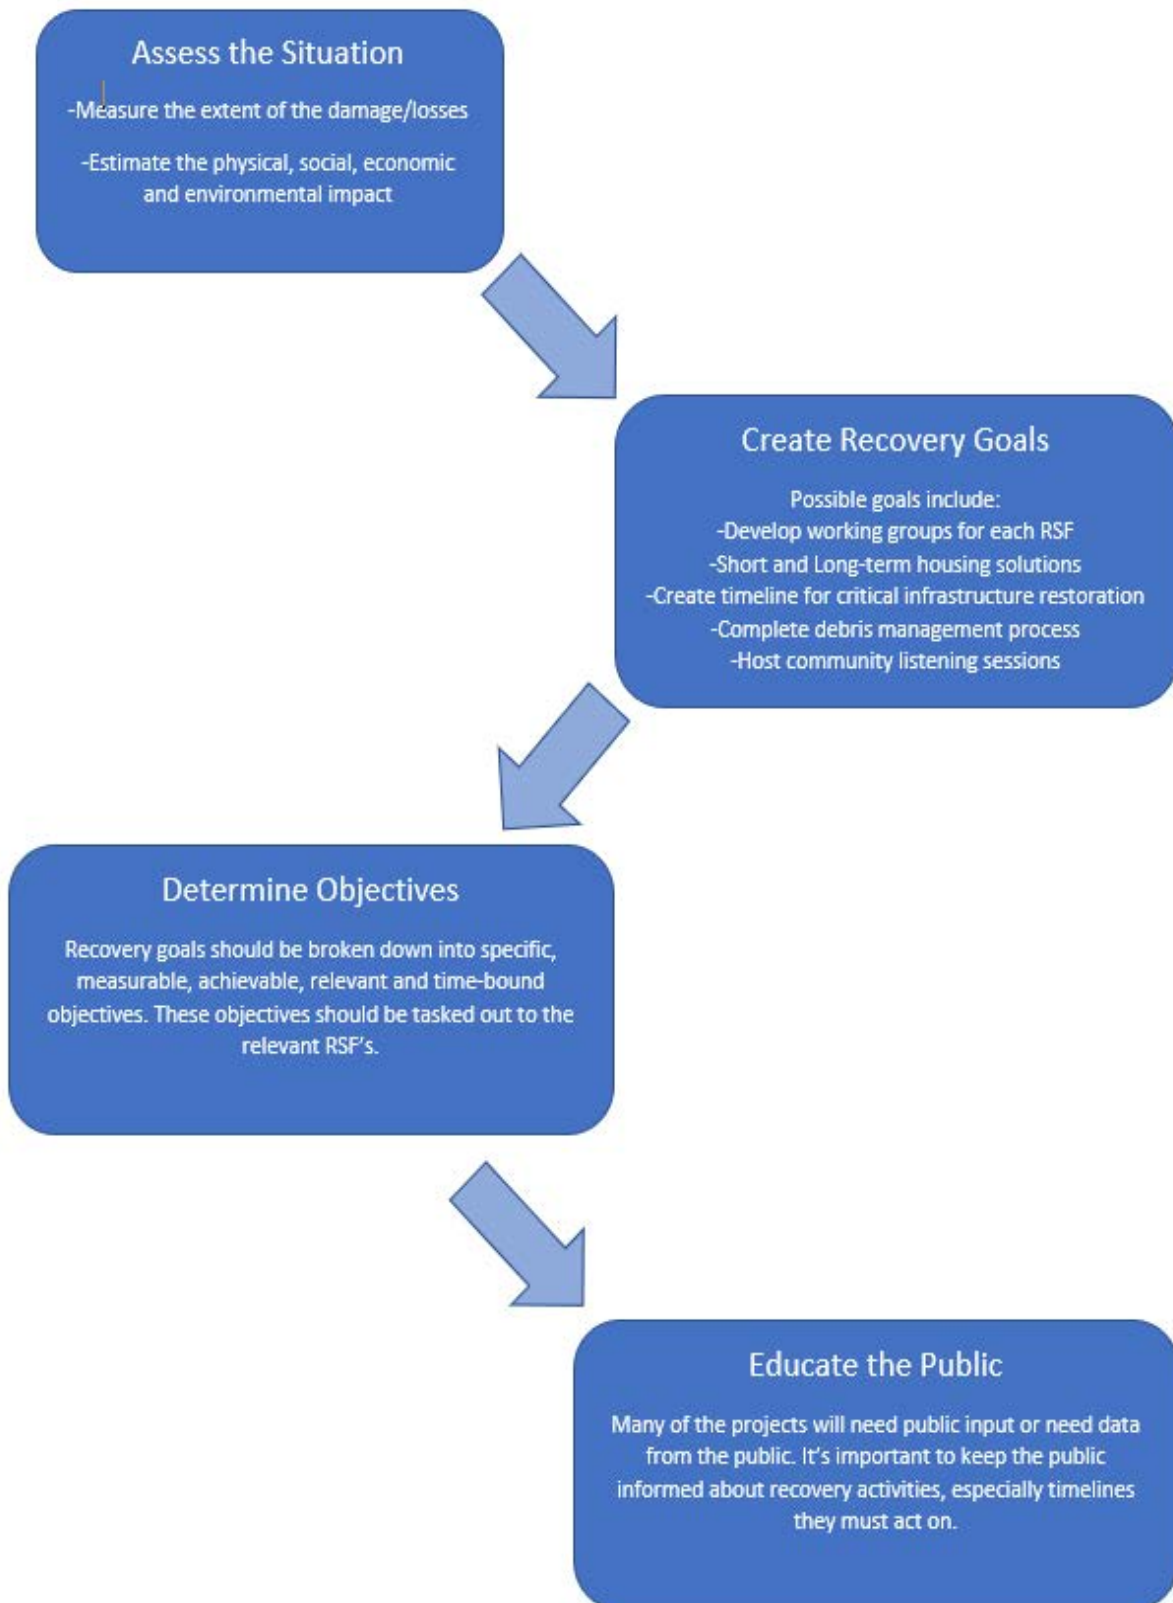 Assess the Situation
-Measure the extent of the damage/losses
-Estimate the physical, social, economic
and environmental impact
Create Recovery Goals
Possible goals include:
-Develop working groups for each RSF
-Short and Long-term housing solutions
-Create timeline for critical infrastructure restoration
-Complete debris management process
-Host community listening sessions
Determine Objectives
Recovery goals should be broken down into specific,
measurable, achievable, relevant and time-bound
objectives. These objectives should be tasked out to the
relevant RSF's.
Educate the Public
Many of the projects will need public input or need data
from the public. It's important to keep the public
informed about recovery activities, especially timelines
they must act on.